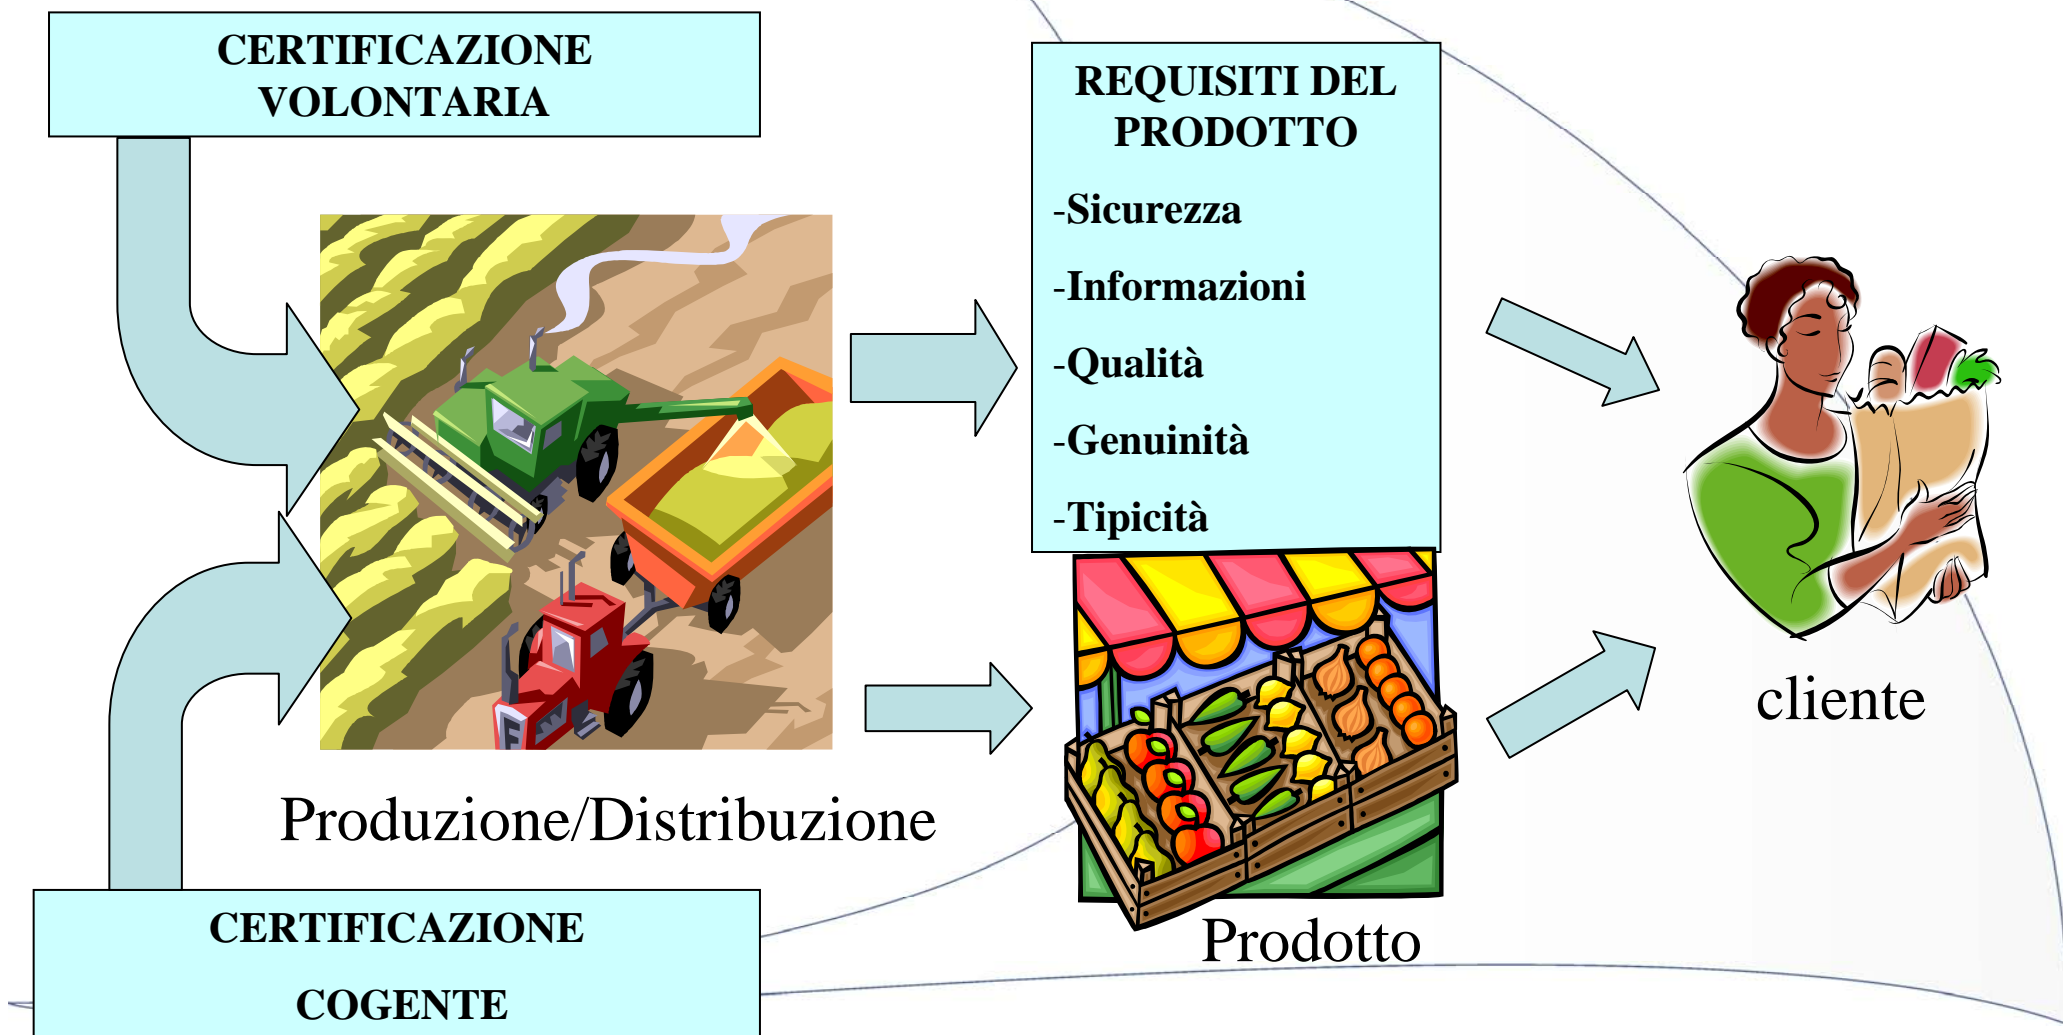 CERTIFICAZIONE
VOLONTARIA
REQUISITI DEL
PRODOTTO
-Sicurezza
-Informazioni
-Qualità
-Genuinità
-Tipicità
cliente
Produzione/Distribuzione
Prodotto
CERTIFICAZIONE
COGENTE